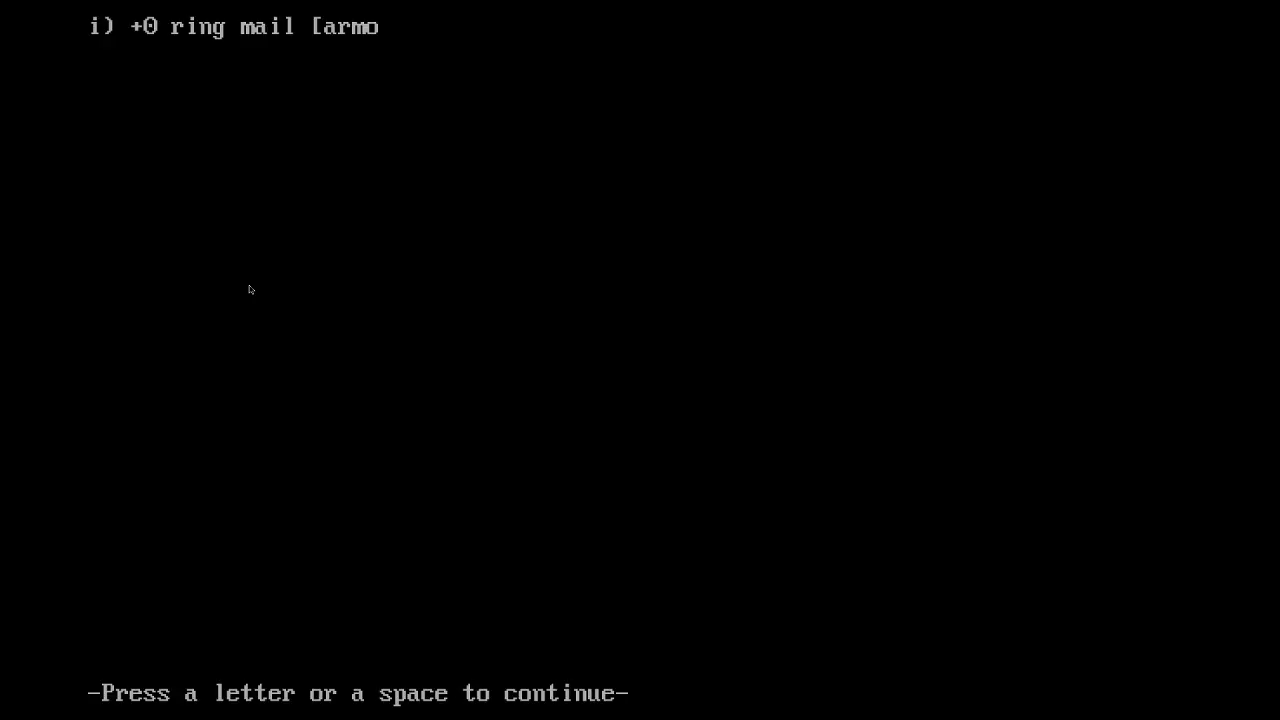 i) +0 ring mail [armo
-Press a letter or a space to continue-